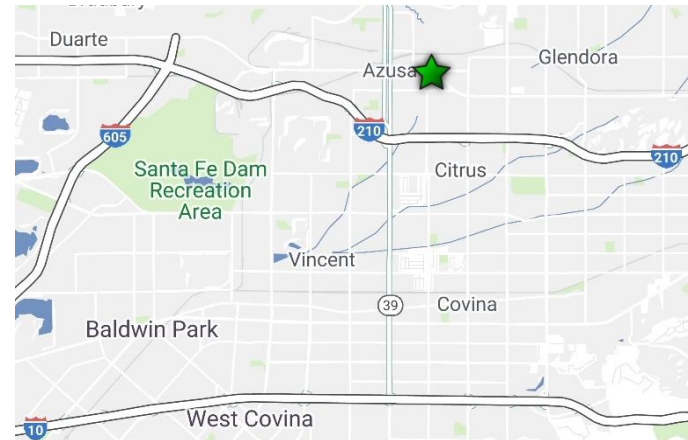 Duarte
Azusa
Glendora
605
210
210
Santa Fe Dam
Recreation
Area
Citrus
Vincent
39
Covina
Baldwin Park
West Covina
10